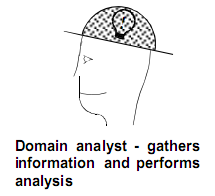 Domain analyst - gathers
information and performs
analysis